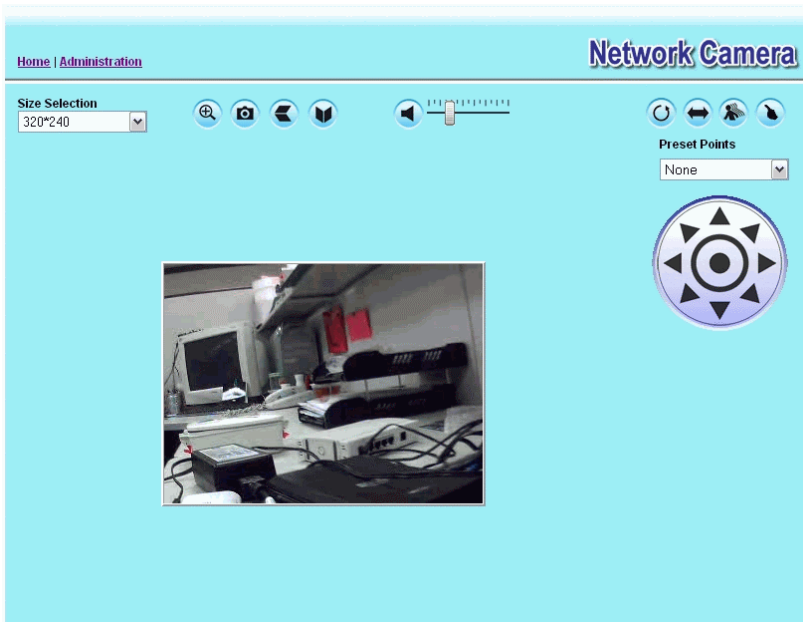 Network Camera
Home | Administration
Size Selection
320*240
Preset Points
None